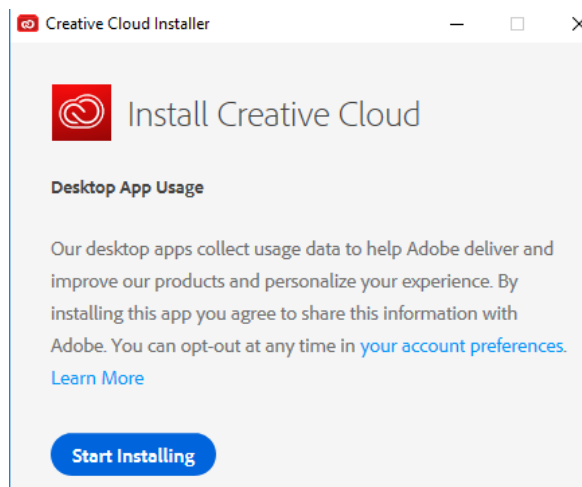 Creative Cloud Installer
Install Creative Cloud
Desktop App Usage
Our desktop apps collect usage data to help Adobe deliver and
improve our products and personalize your experience. By
installing this app you agree to share this information with
Adobe. You can opt-out at any time in your account preferences.
Learn More
Start Installing